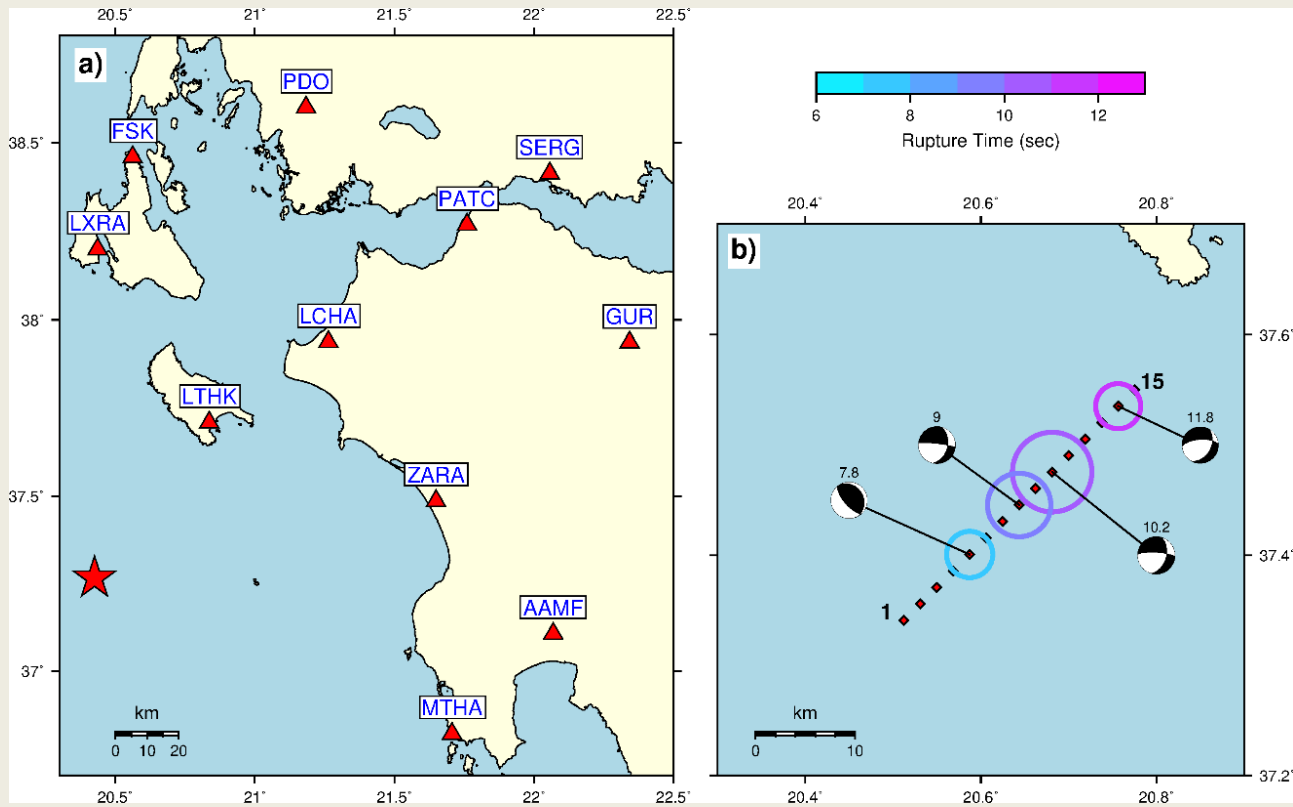 20.5° 21° 21.5° 22° 22.5°
a)
PDO
FSK
38.5°
SERG
PATC
LXRA
LCHA
GUR
38°
LTHK
ZARA
37.5°
AAMF
37°
MTHA
km
0 10 20
20.5° 21° 21.5° 22° 22.5°
6 8 10 12
Rupture Time (sec)
20.4° 20.6° 20.8°
b)
37.6°
15
9
11.8
7.8
10.2
37.4°
1
km
0 10
37.2°
20.4° 20.6° 20.8°